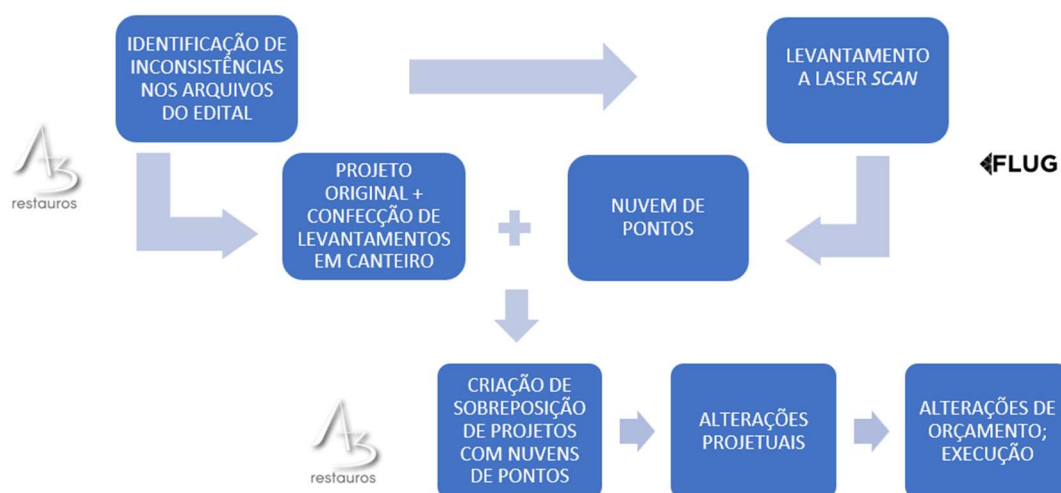 IDENTIFICAÇÃO DE
INCONSISTÊNCIAS
NOS ARQUIVOS
DO EDITAL
LEVANTAMENTO
A LASER SCAN
A3
restauros
PROJETO
ORIGINAL +
CONFECÇÃO DE
LEVANTAMENTOS
EM CANTEIRO
NUVEM DE
PONTOS
FLUG
A3
restauros
CRIAÇÃO DE
SOBREPOSIÇÃO
DE PROJETOS
COM NUVENS
DE PONTOS
ALTERAÇÕES
PROJETUAIS
ALTERAÇÕES DE
ORÇAMENTO;
EXECUÇÃO